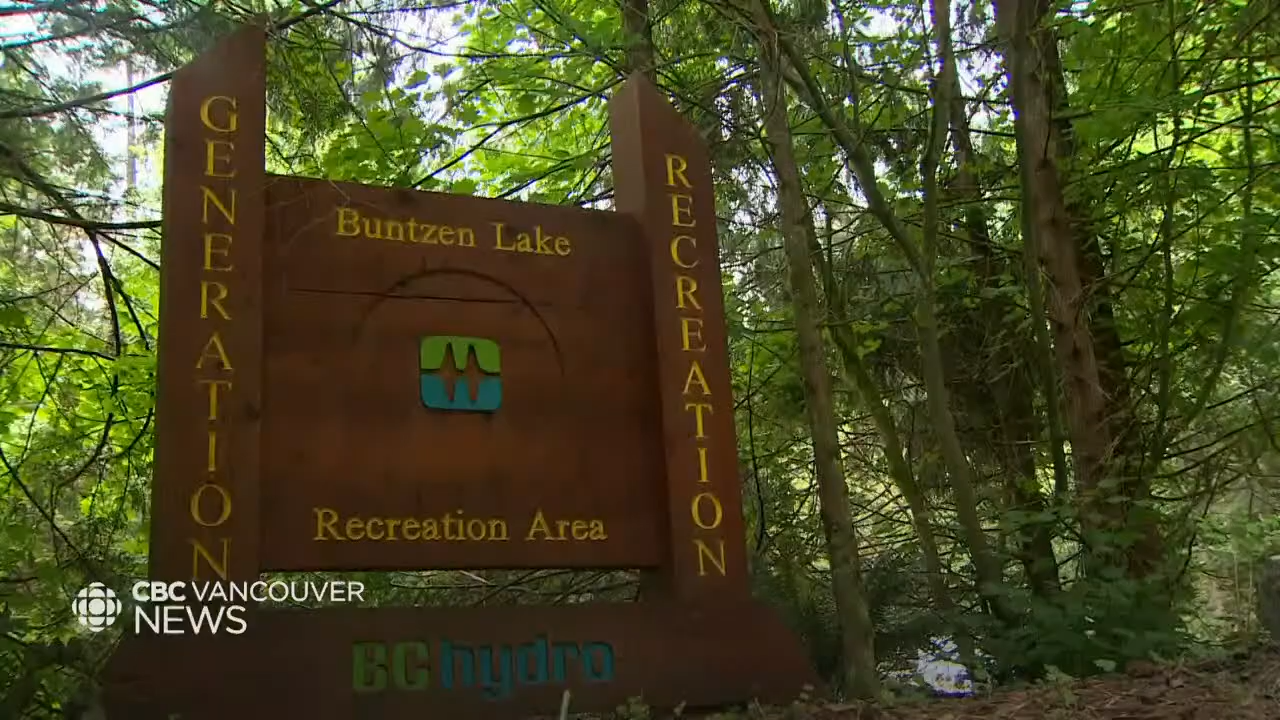 GENERATION
Buntzen Lake
Recreation Area
RECREATION
BC hydro
CBC VANCOUVER
NEWS